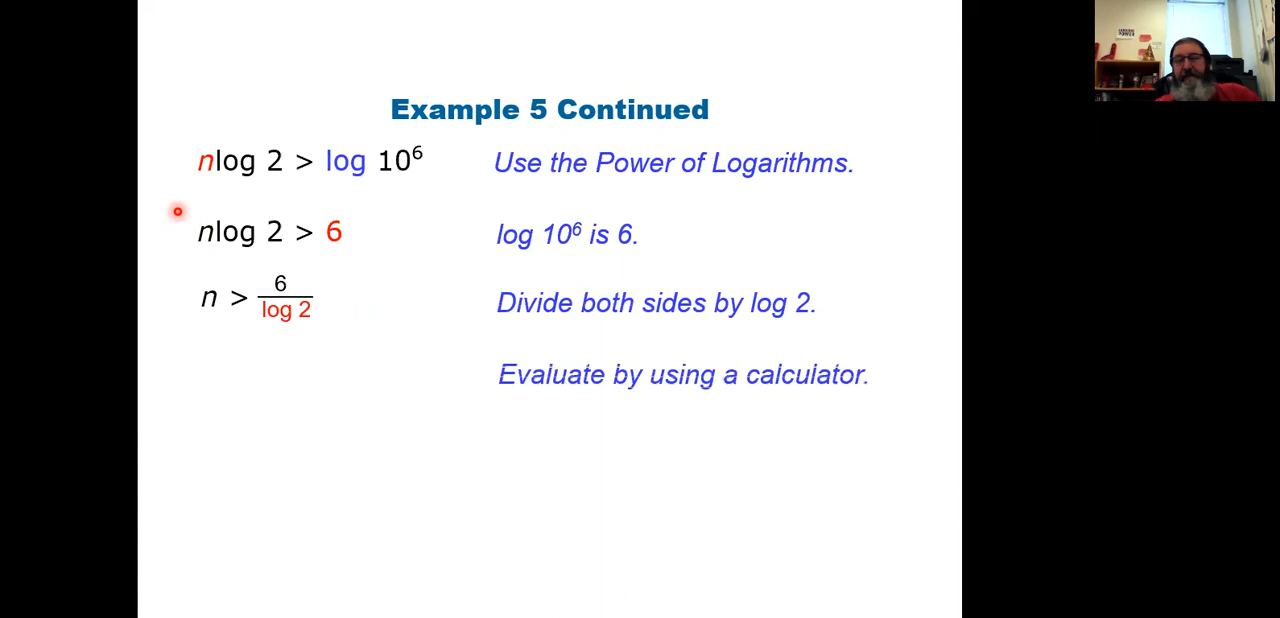 Example 5 Continued
nlog 2 > log 10⁶ Use the Power of Logarithms.
nlog 2 > 6 log 10⁶ is 6.
n > 6/log 2 Divide both sides by log 2.
Evaluate by using a calculator.